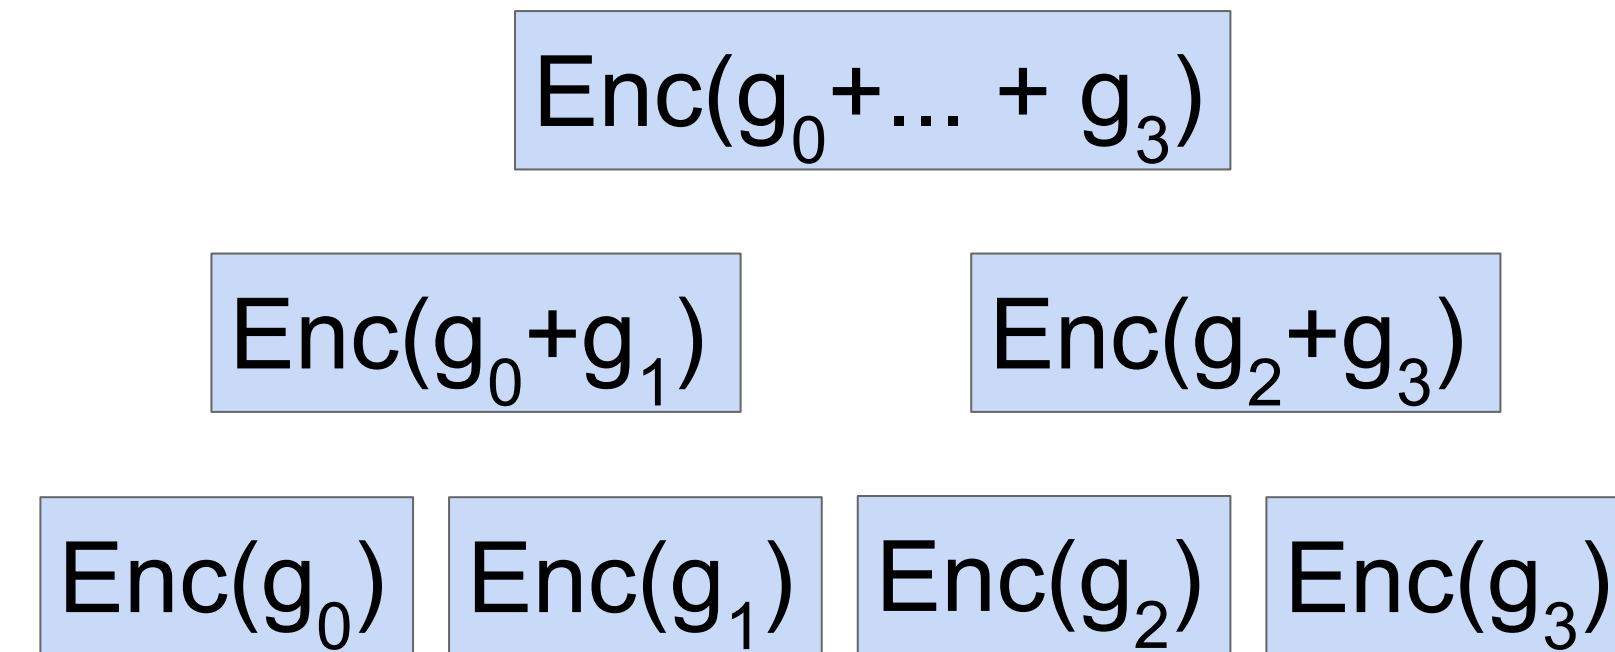 Enc(g₀+... + g₃)
Enc(g₀+g₁) Enc(g₂+g₃)
Enc(g₀) Enc(g₁) Enc(g₂) Enc(g₃)